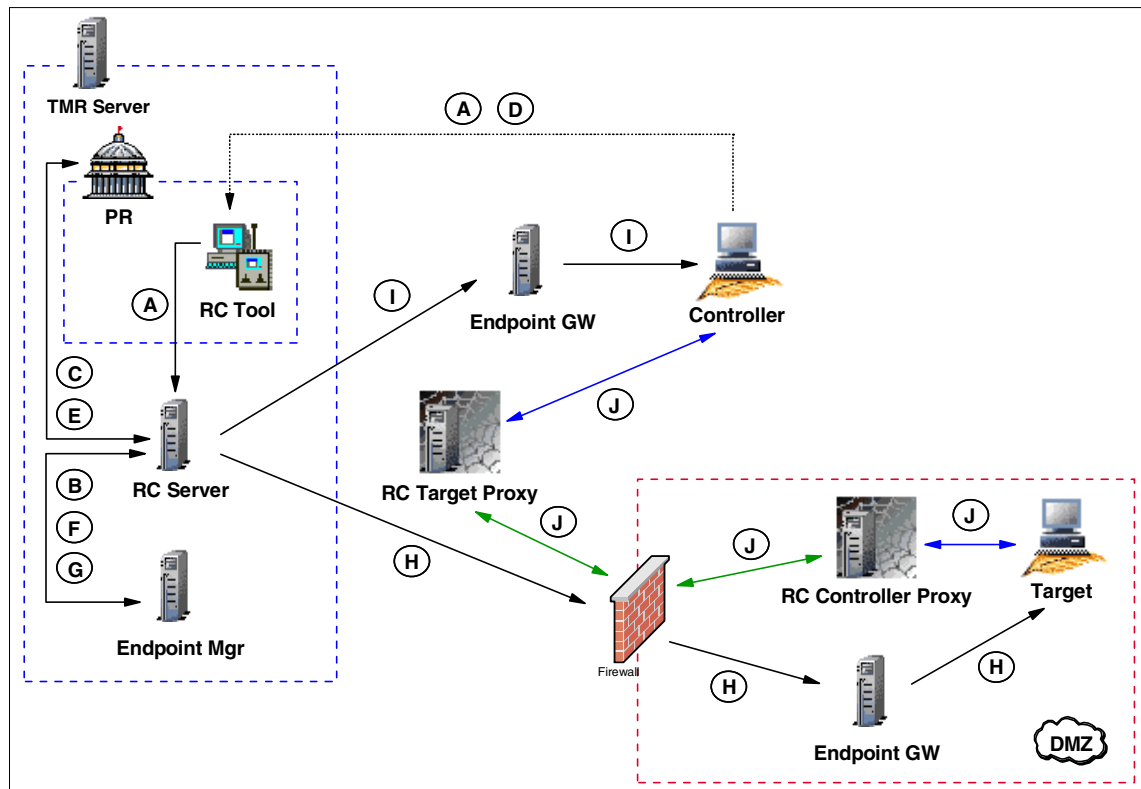 TMR Server
A D
PR
I
A
RC Tool
I
Endpoint GW
Controller
C
E
J
B
RC Server
RC Target Proxy
F
J
J
J
H
G
RC Controller Proxy
Target
Endpoint Mgr
Firewall
H
H
Endpoint GW
DMZ